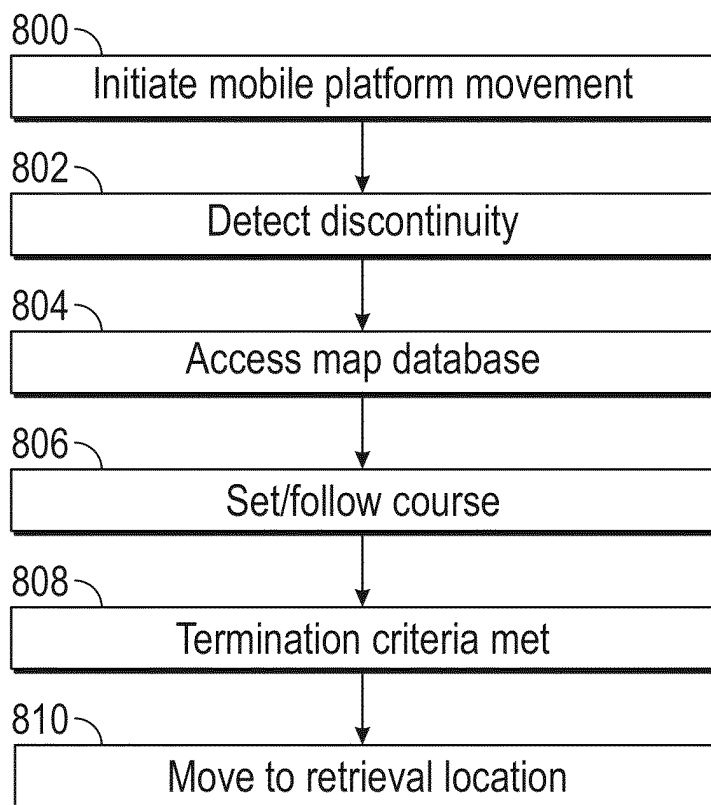 800
Initiate mobile platform movement
802
Detect discontinuity
804
Access map database
806
Set/follow course
808
Termination criteria met
810
Move to retrieval location